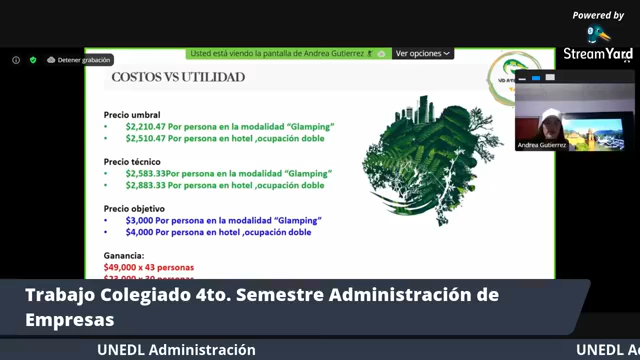 Powered by
StreamYard
Usted está viendo la pantalla de Andrea Gutierrez
Ver opciones
Detener grabación
COSTOS VS UTILIDAD
Precio umbral
• $2,210.47 Por persona en la modalidad “Glamping”
• $2,510.47 Por persona en hotel ,ocupación doble
Precio técnico
• $2,583.33Por persona en la modalidad “Glamping”
• $2,883.33 Por persona en hotel ,ocupación doble
Precio objetivo
• $3,000 Por persona en la modalidad “Glamping”
• $4,000 Por persona en hotel ,ocupación doble
Ganancia:
$49,000 x 43 personas
$23,000 x 30 personas
Andrea Gutierrez
Trabajo Colegiado 4to. Semestre Administración de
Empresas
UNEDL Administración
UNEDL Ad